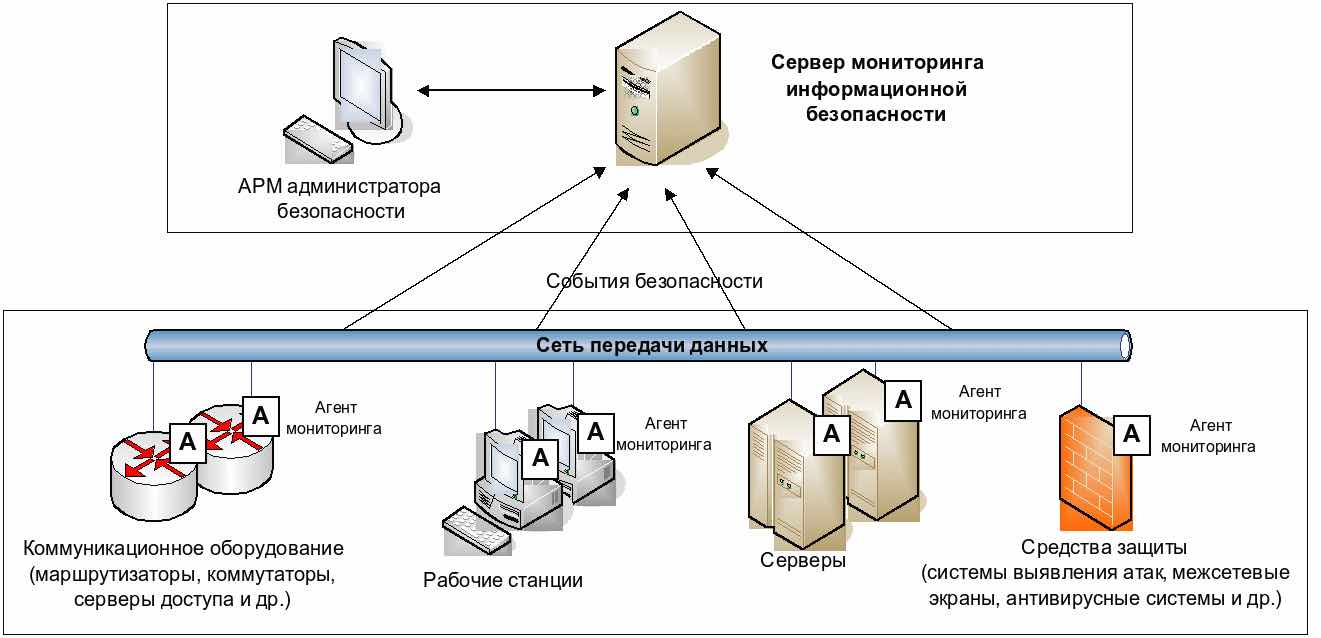 Сервер мониторинга
информационной
безопасности
АРМ администратора
безопасности
События безопасности
Сеть передачи данных
А
А
Агент
мониторинга
А
А
Агент
мониторинга
А
А
Агент
мониторинга
А
Агент
мониторинга
Коммуникационное оборудование
(маршрутизаторы, коммутаторы,
серверы доступа и др.)
Рабочие станции
Серверы
Средства защиты
(системы выявления атак, межсетевые
экраны, антивирусные системы и др.)